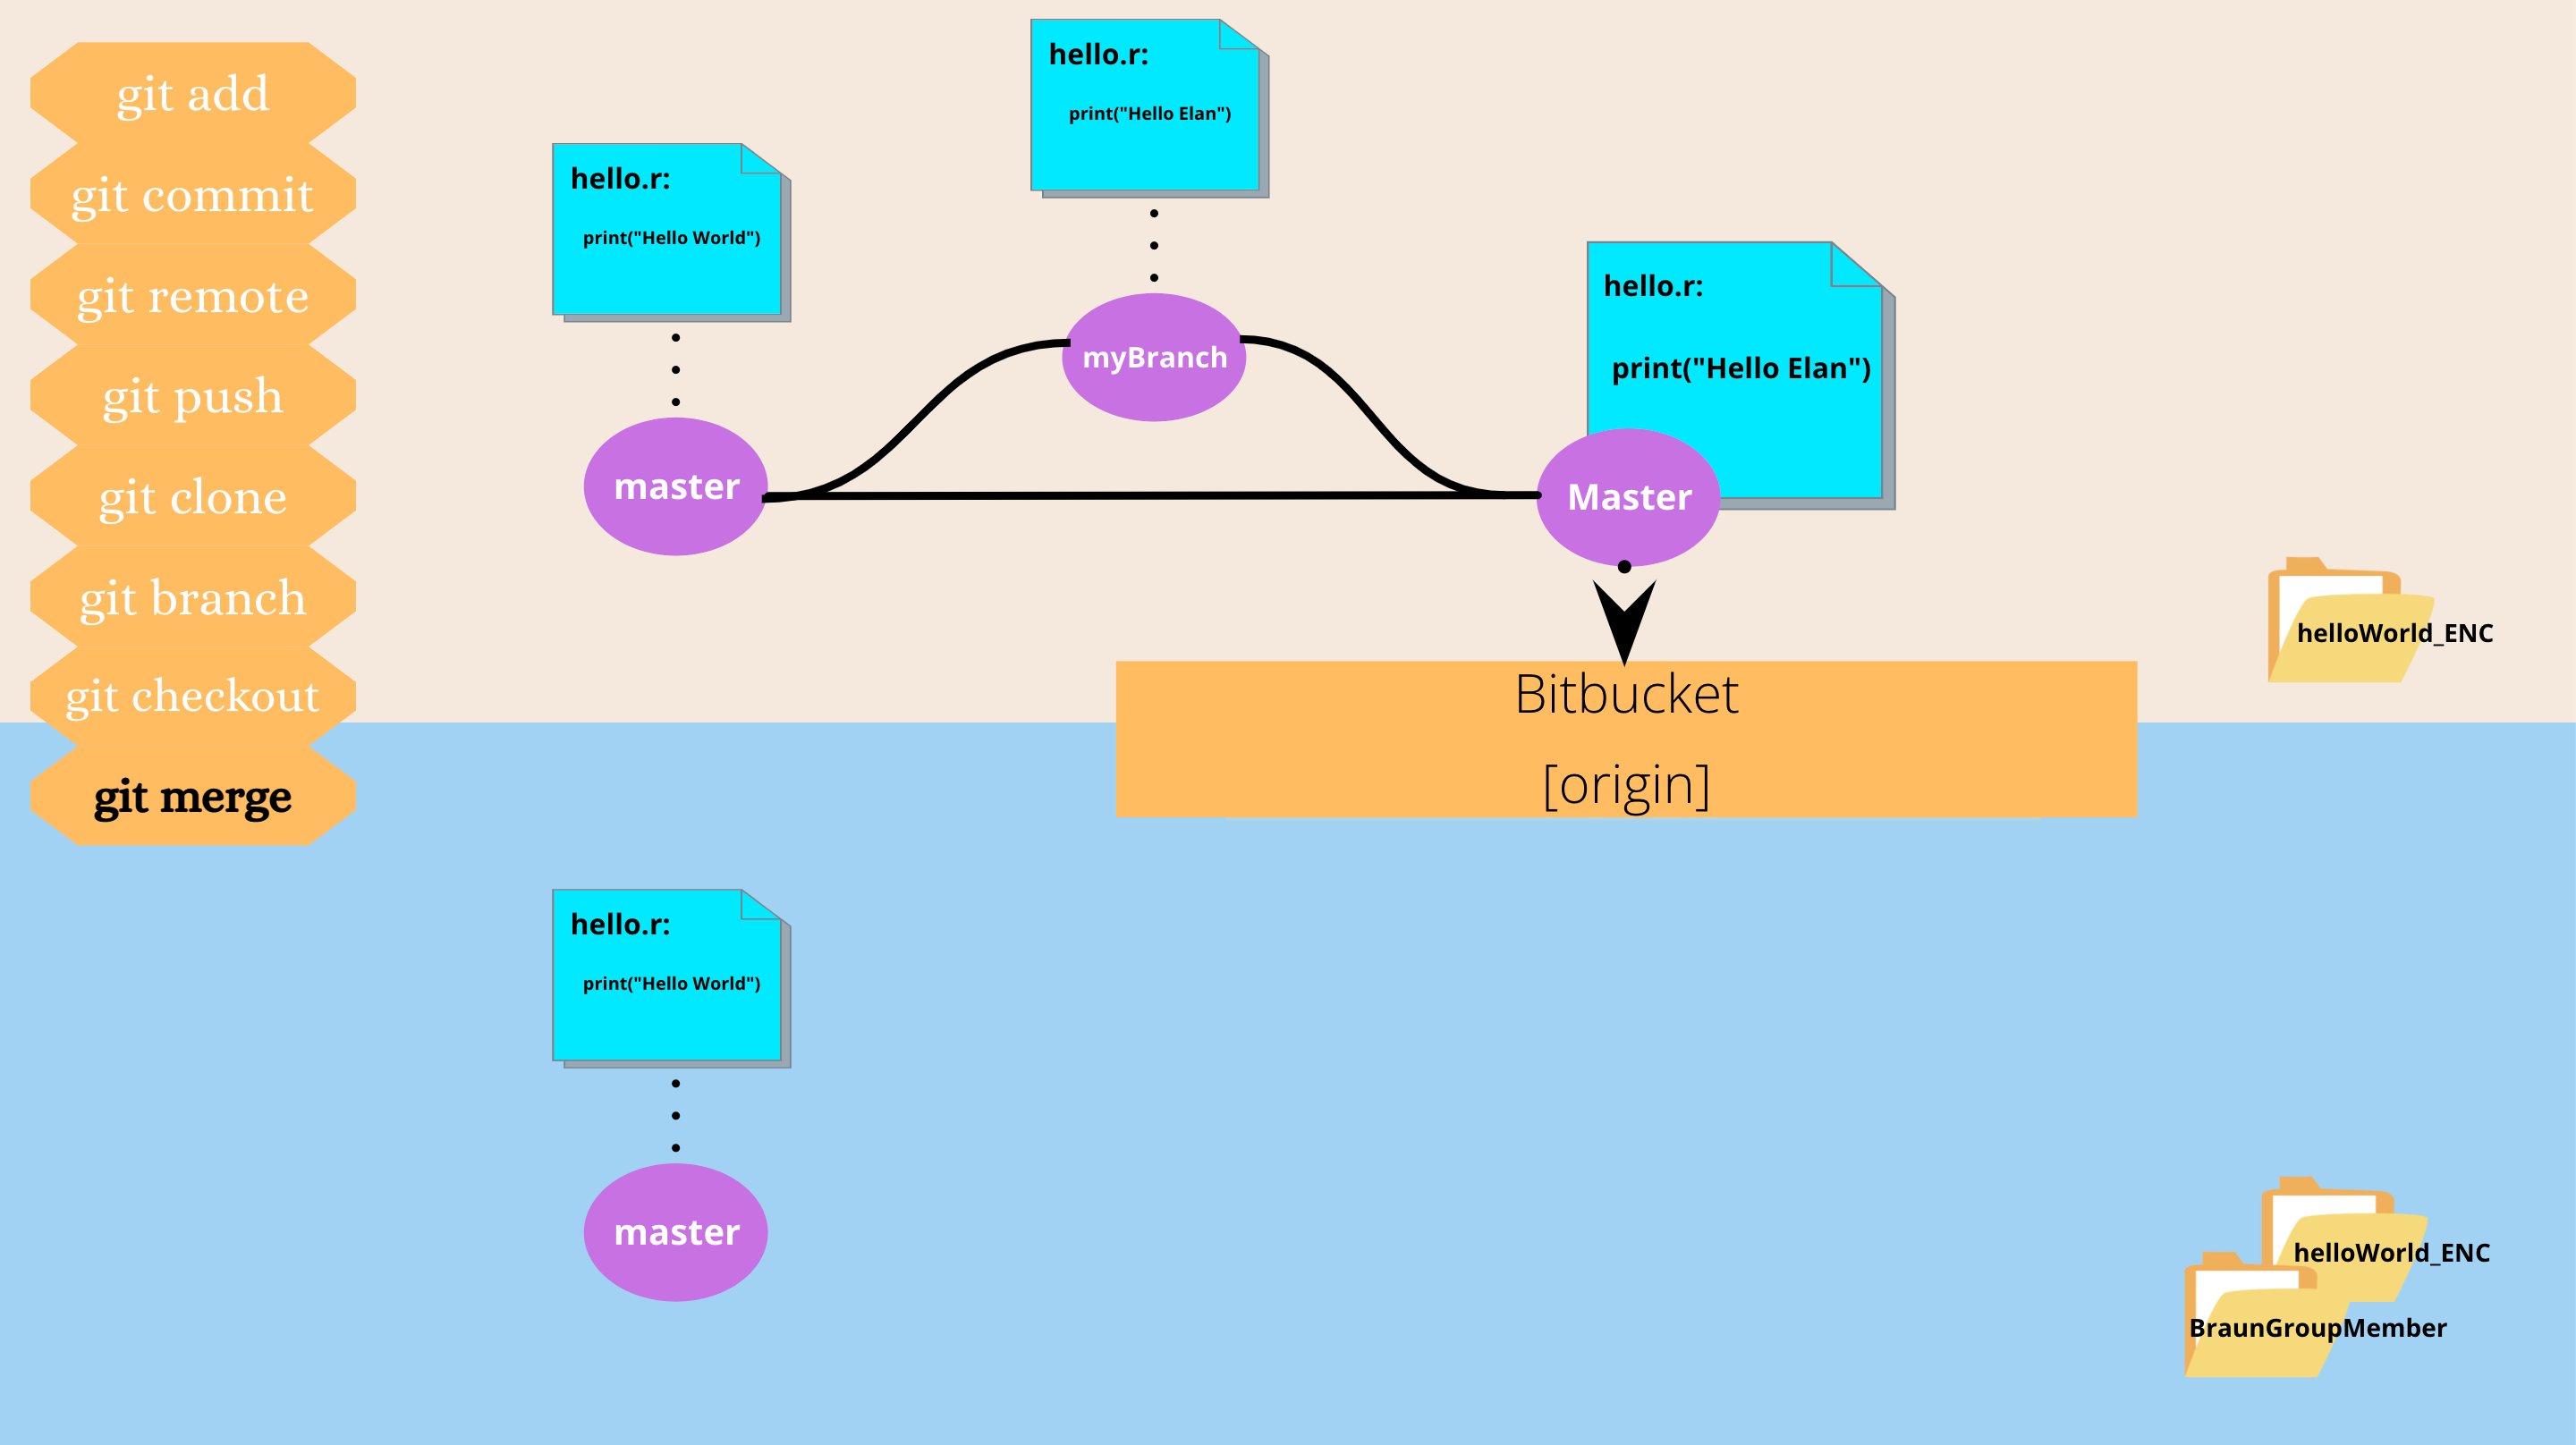 git add
git commit
git remote
git push
git clone
git branch
git checkout
git merge
hello.r:
print("Hello World")
master
hello.r:
print("Hello Elan")
myBranch
hello.r:
print("Hello Elan")
Master
helloWorld_ENC
Bitbucket
[origin]
hello.r:
print("Hello World")
master
helloWorld_ENC
BraunGroupMember